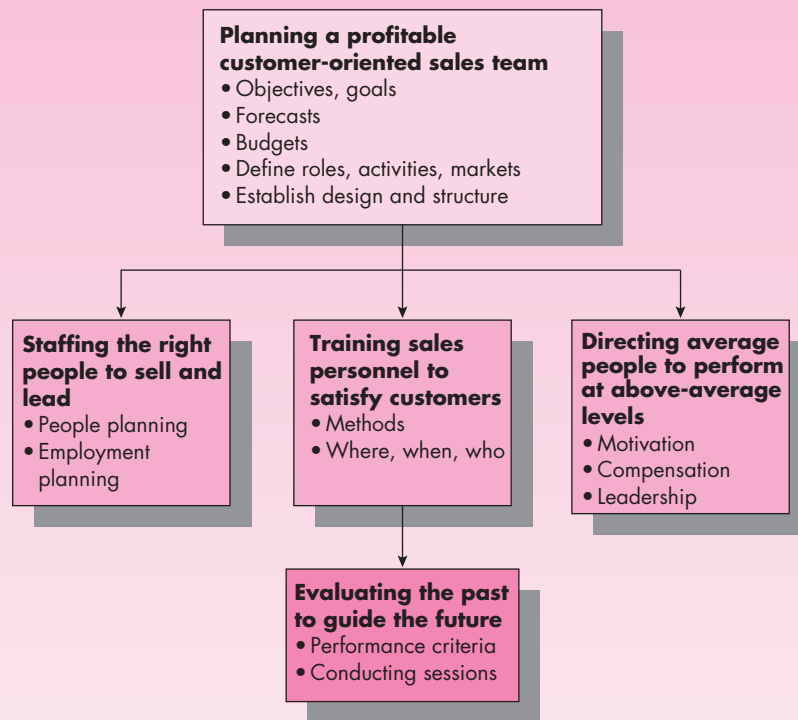 Planning a profitable
customer-oriented sales team
• Objectives, goals
• Forecasts
• Budgets
• Define roles, activities, markets
• Establish design and structure
Staffing the right
people to sell and
lead
• People planning
• Employment
planning
Training sales
personnel to
satisfy customers
• Methods
• Where, when, who
Directing average
people to perform
at above-average
levels
• Motivation
• Compensation
• Leadership
Evaluating the past
to guide the future
• Performance criteria
• Conducting sessions